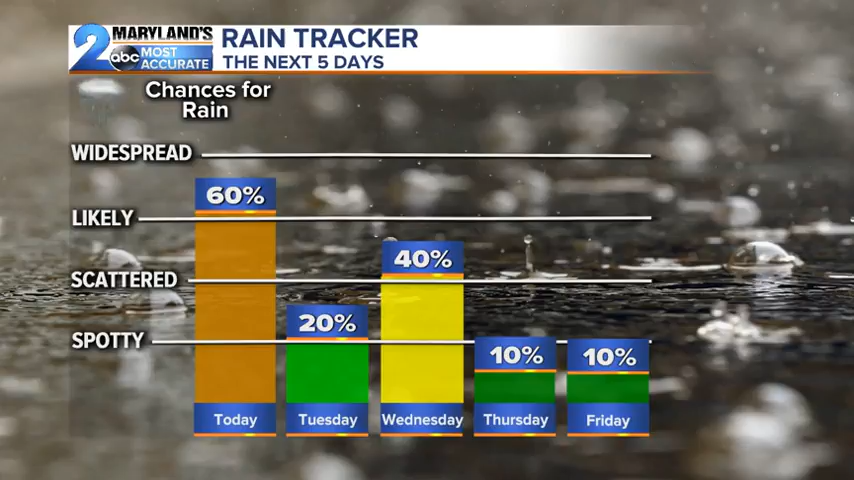 2
MARYLAND'S
abc MOST
ACCURATE
RAIN TRACKER
THE NEXT 5 DAYS
Chances for
Rain
WIDESPREAD
60%
LIKELY
40%
SCATTERED
20%
SPOTTY
10%
10%
Today
Tuesday
Wednesday
Thursday
Friday